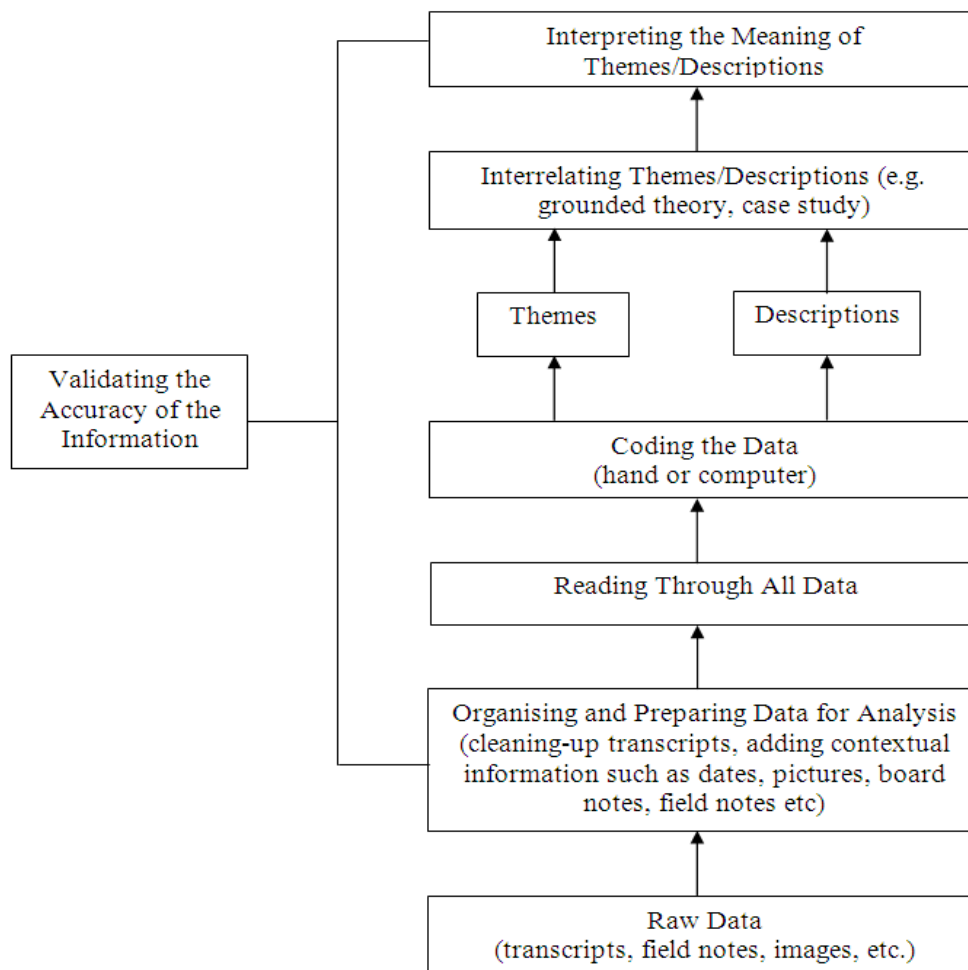 Interpreting the Meaning of
Themes/Descriptions
Interrelating Themes/Descriptions (e.g.
grounded theory, case study)
Themes
Descriptions
Validating the
Accuracy of the
Information
Coding the Data
(hand or computer)
Reading Through All Data
Organising and Preparing Data for Analysis
(cleaning-up transcripts, adding contextual
information such as dates, pictures, board
notes, field notes etc)
Raw Data
(transcripts, field notes, images, etc.)